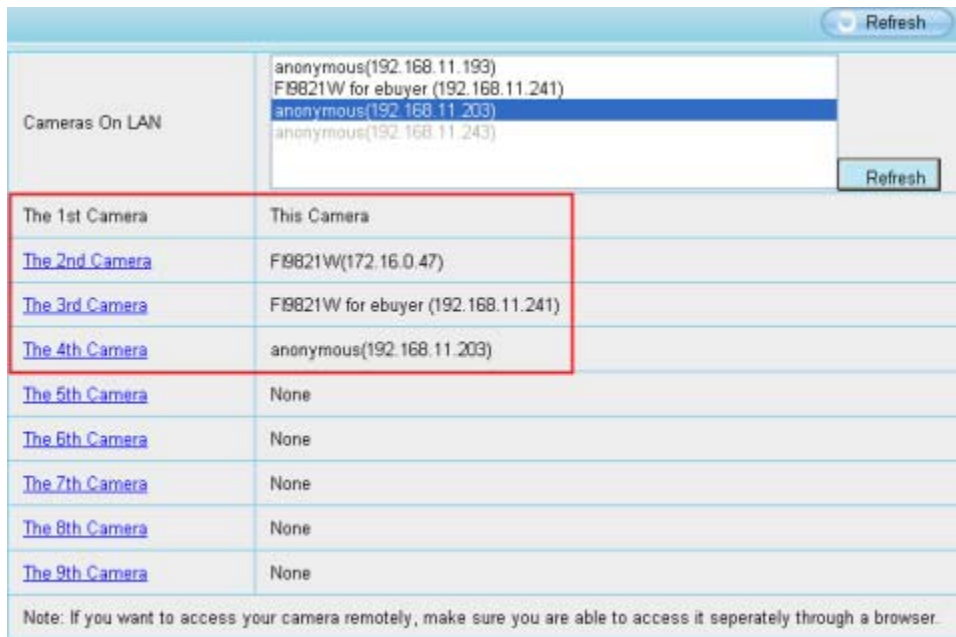 Refresh
anonymous(192.168.11.193)
FI9821W for ebuyer (192.168.11.241)
anonymous(192.168.11.203)
anonymous(192.168.11.243)
Cameras On LAN
Refresh
The 1st Camera This Camera
The 2nd Camera FI9821W(172.16.0.47)
The 3rd Camera FI9821W for ebuyer (192.168.11.241)
The 4th Camera anonymous(192.168.11.203)
The 5th Camera None
The 6th Camera None
The 7th Camera None
The 8th Camera None
The 9th Camera None
Note: If you want to access your camera remotely, make sure you are able to access it seperately through a browser.